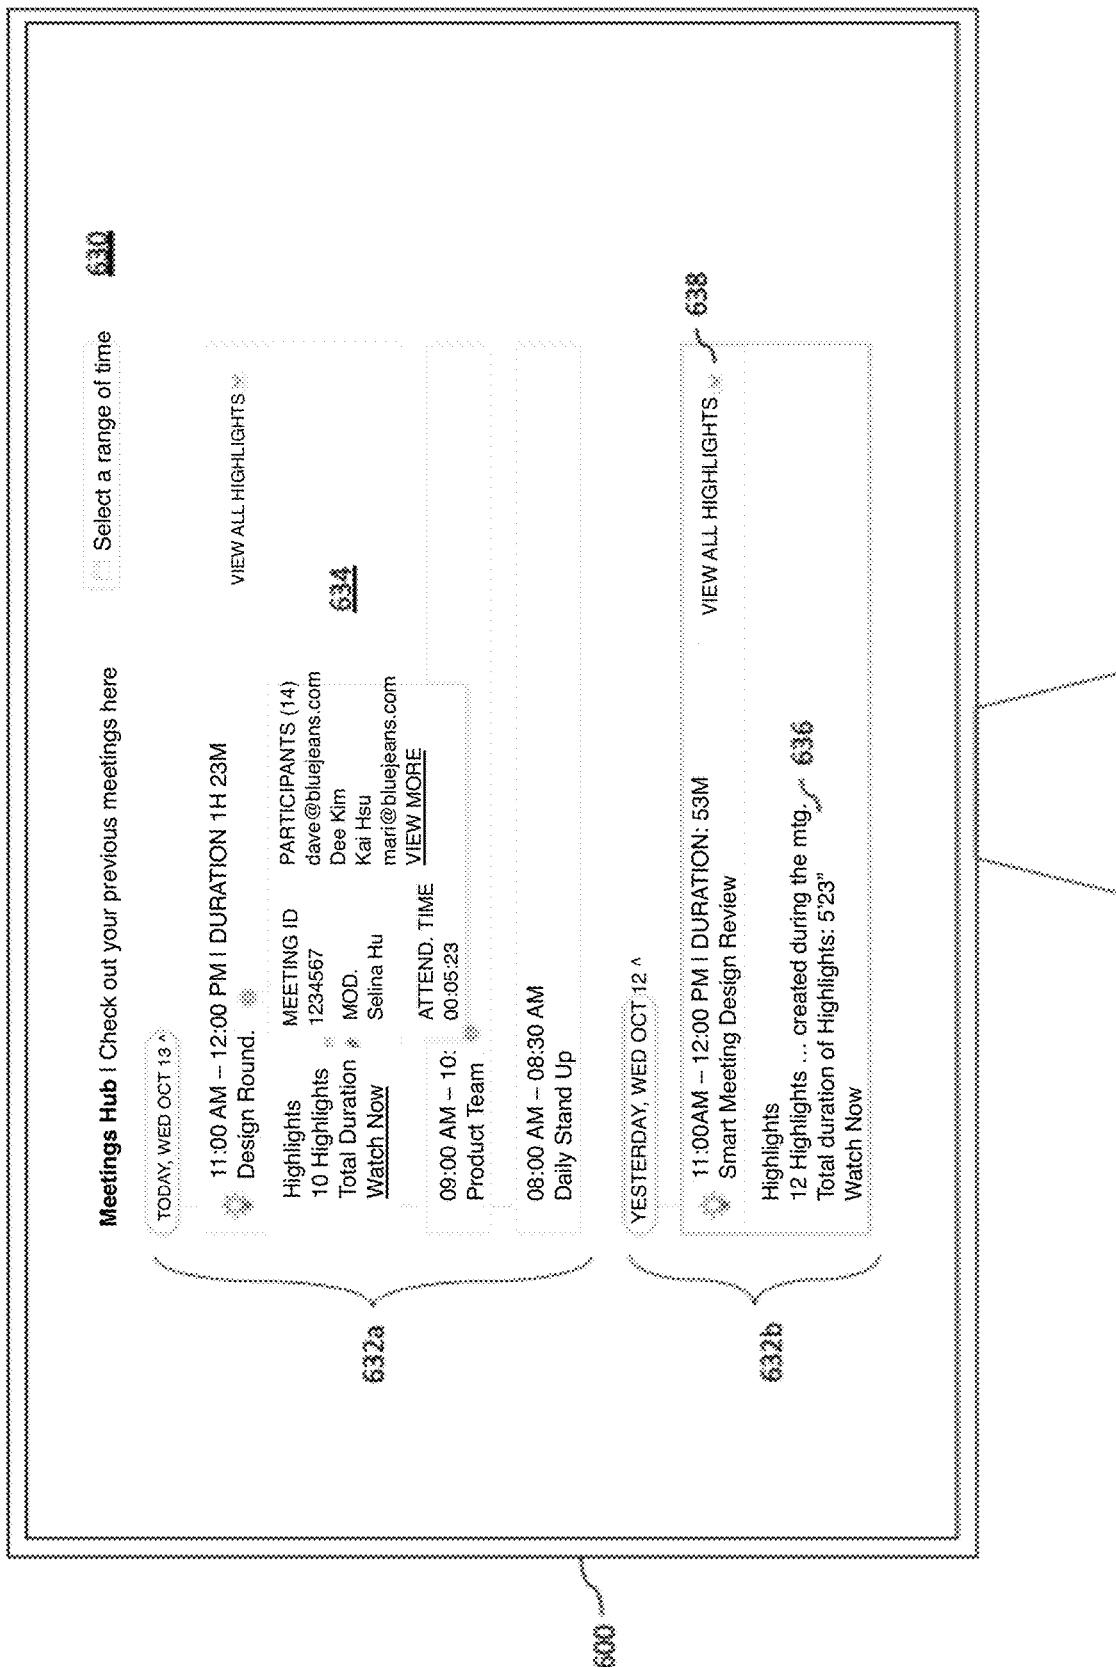 Meetings Hub | Check out your previous meetings here
Select a range of time
630
TODAY, WED OCT 13 ^
11:00 AM – 12:00 PM | DURATION 1H 23M
Design Round.
VIEW ALL HIGHLIGHTS
Highlights
10 Highlights
Total Duration
Watch Now
MEETING ID
1234567
MOD.
Selina Hu
ATTEND. TIME
00:05:23
PARTICIPANTS (14)
dave@bluejeans.com
Dee Kim
Kai Hsu
mari@bluejeans.com
VIEW MORE
634
09:00 AM – 10:
Product Team
08:00 AM – 08:30 AM
Daily Stand Up
632a
YESTERDAY, WED OCT 12 ^
11:00AM – 12:00 PM | DURATION: 53M
Smart Meeting Design Review
VIEW ALL HIGHLIGHTS
638
Highlights
12 Highlights ... created during the mtg.
636
Total duration of Highlights: 5'23"
Watch Now
632b
600